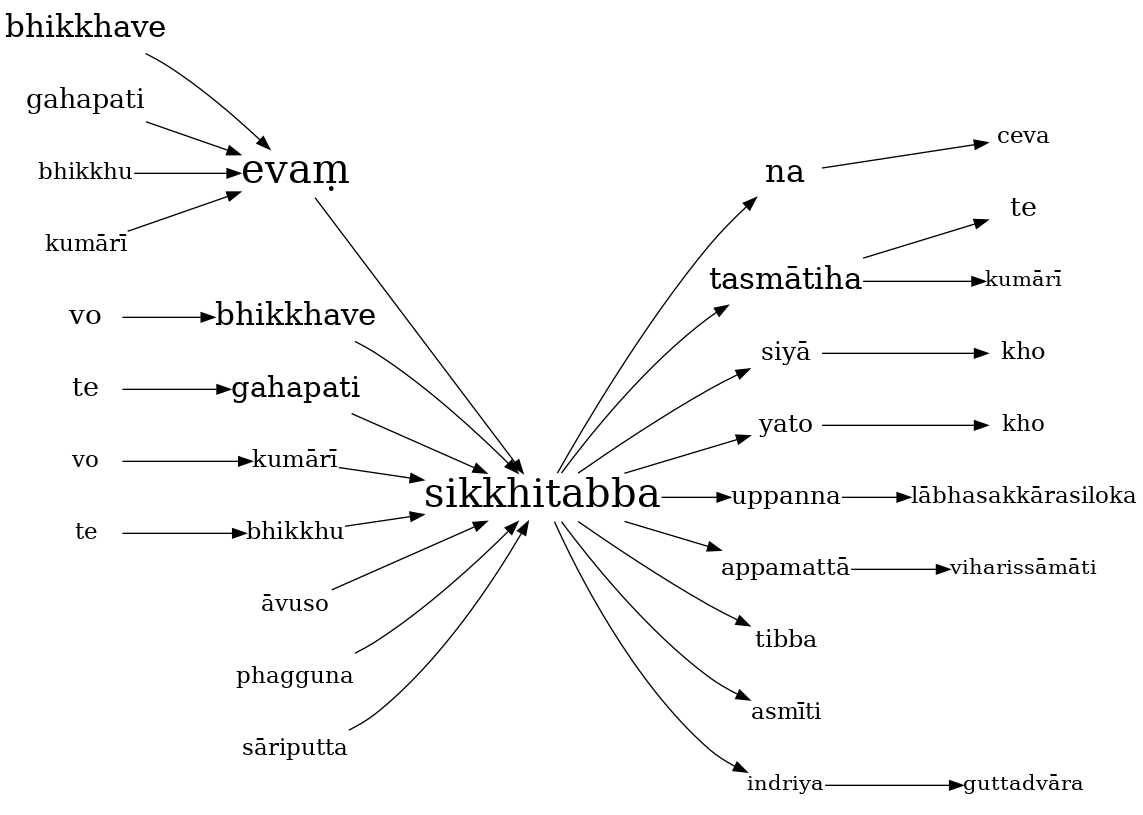 bhikkhave
gahapati
bhikkhu
kumārī
evaṃ
vo
bhikkhave
te
gahapati
vo
kumārī
te
bhikkhu
āvuso
phagguna
sāriputta
sikkhitabba
na
ceva
tasmātiha
te
kumārī
siyā
kho
yato
kho
uppanna
lābhasakkārasiloka
appamattā
viharissāmāti
tibba
asmīti
indriya
guttadvāra